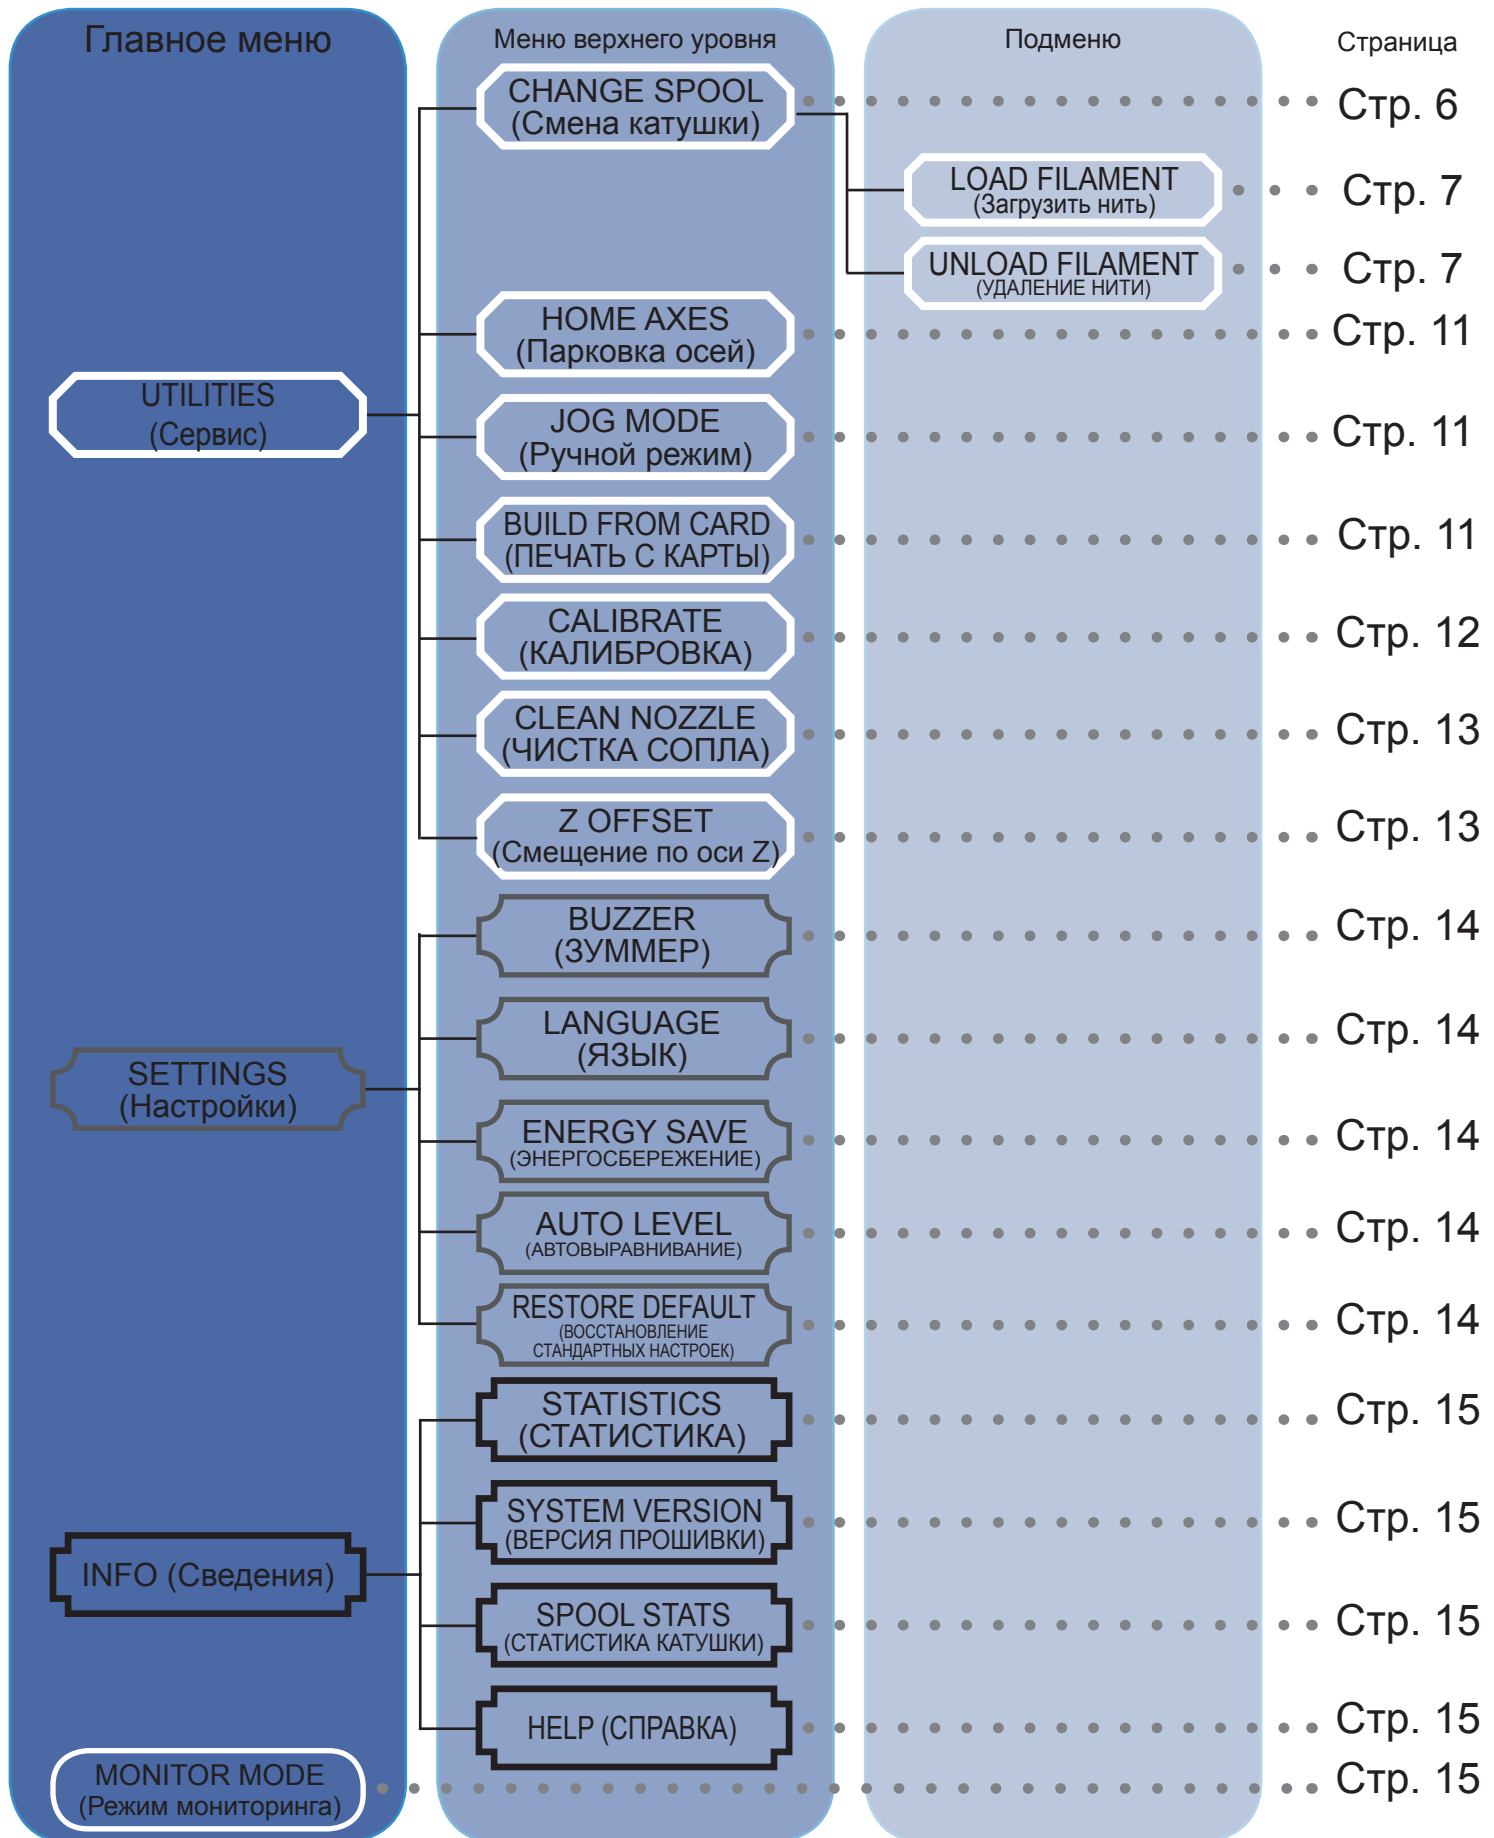 Главное меню
Меню верхнего уровня
Подменю
Страница
CHANGE SPOOL
(Смена катушки)
Стр. 6
LOAD FILAMENT
(Загрузить нить)
Стр. 7
UNLOAD FILAMENT
(УДАЛЕНИЕ НИТИ)
Стр. 7
HOME AXES
(Парковка осей)
Стр. 11
UTILITIES
(Сервис)
JOG MODE
(Ручной режим)
Стр. 11
BUILD FROM CARD
(ПЕЧАТЬ С КАРТЫ)
Стр. 11
CALIBRATE
(КАЛИБРОВКА)
Стр. 12
CLEAN NOZZLE
(ЧИСТКА СОПЛА)
Стр. 13
Z OFFSET
(Смещение по оси Z)
Стр. 13
BUZZER
(ЗУММЕР)
Стр. 14
LANGUAGE
(ЯЗЫК)
Стр. 14
SETTINGS
(Настройки)
ENERGY SAVE
(ЭНЕРГОСБЕРЕЖЕНИЕ)
Стр. 14
AUTO LEVEL
(АВТОВЫРАВНИВАНИЕ)
Стр. 14
RESTORE DEFAULT
(ВОССТАНОВЛЕНИЕ
СТАНДАРТНЫХ НАСТРОЕК)
Стр. 14
STATISTICS
(СТАТИСТИКА)
Стр. 15
SYSTEM VERSION
(ВЕРСИЯ ПРОШИВКИ)
Стр. 15
INFO (Сведения)
SPOOL STATS
(СТАТИСТИКА КАТУШКИ)
Стр. 15
HELP (СПРАВКА)
Стр. 15
MONITOR MODE
(Режим мониторинга)
Стр. 15